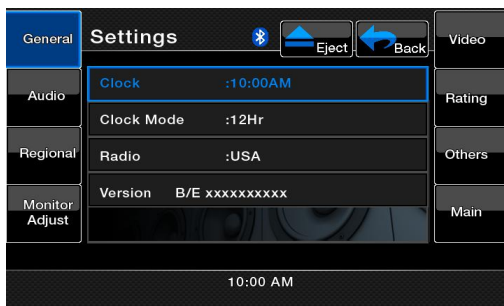 General
Settings
Eject
Back
Video
Audio
Clock :10:00AM
Rating
Clock Mode :12Hr
Regional
Radio :USA
Others
Version B/E xxxxxxxxxx
Monitor
Adjust
Main
10:00 AM